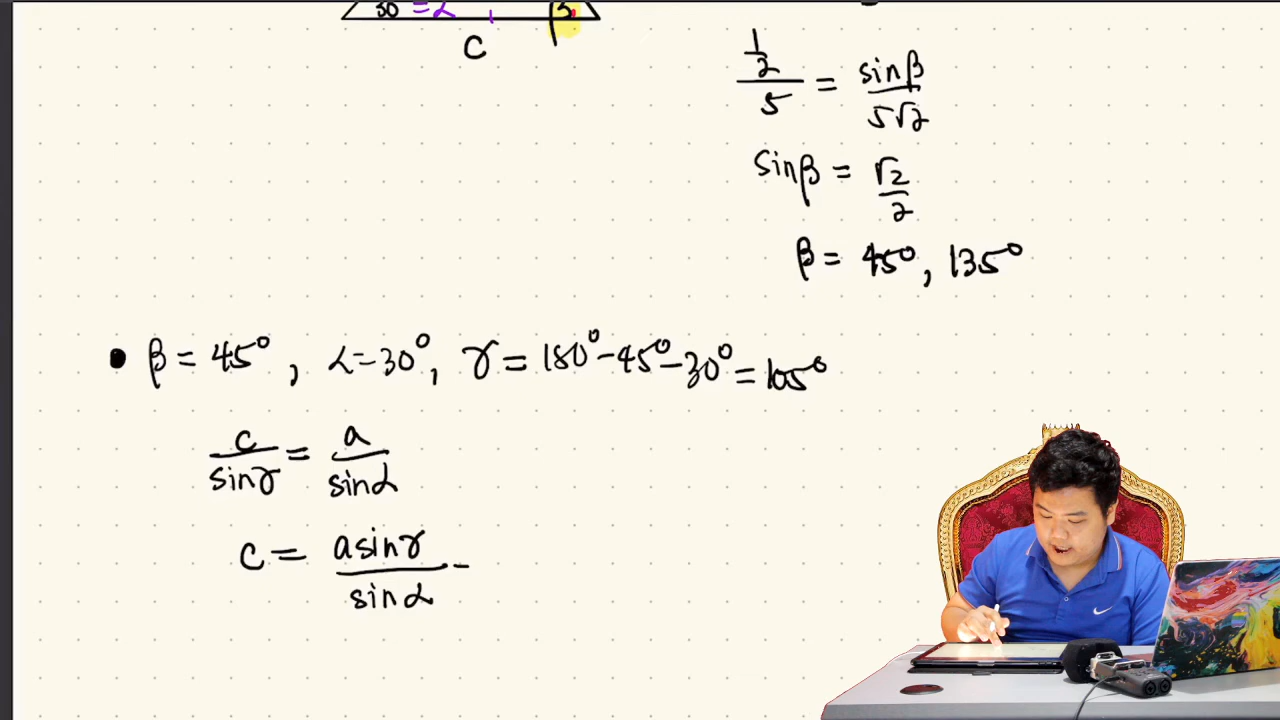 30 = α
β
C
1/2 / 5 = sinβ / 5√2
sinβ = √2 / 2
β = 45°, 135°
• β = 45°, α = 30°, γ = 180° - 45° - 30° = 105°
c / sinγ = a / sinα
c = a sinγ / sinα =